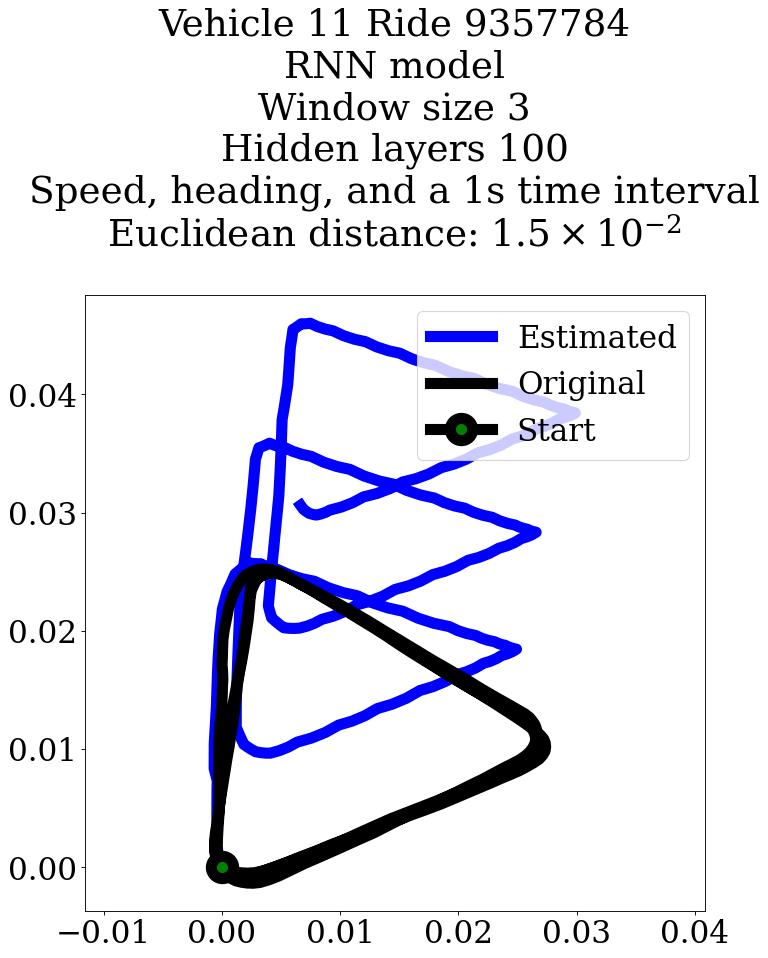 Vehicle 11 Ride 9357784
RNN model
Window size 3
Hidden layers 100
Speed, heading, and a 1s time interval
Euclidean distance: 1.5 × 10⁻²
Estimated
Original
Start
0.04
0.03
0.02
0.01
0.00
−0.01 0.00 0.01 0.02 0.03 0.04